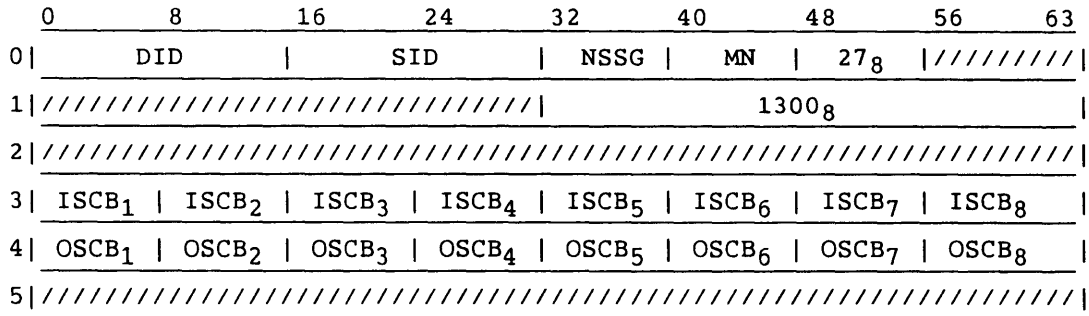 0 8 16 24 32 40 48 56 63
0| DID | SID | NSSG | MN | 27₈ |/////////|
1|///////////////////////////////| 1300₈ |
2|/////////////////////////////////////////////////////////////////|
3| ISCB₁ | ISCB₂ | ISCB₃ | ISCB₄ | ISCB₅ | ISCB₆ | ISCB₇ | ISCB₈ |
4| OSCB₁ | OSCB₂ | OSCB₃ | OSCB₄ | OSCB₅ | OSCB₆ | OSCB₇ | OSCB₈ |
5|/////////////////////////////////////////////////////////////////|